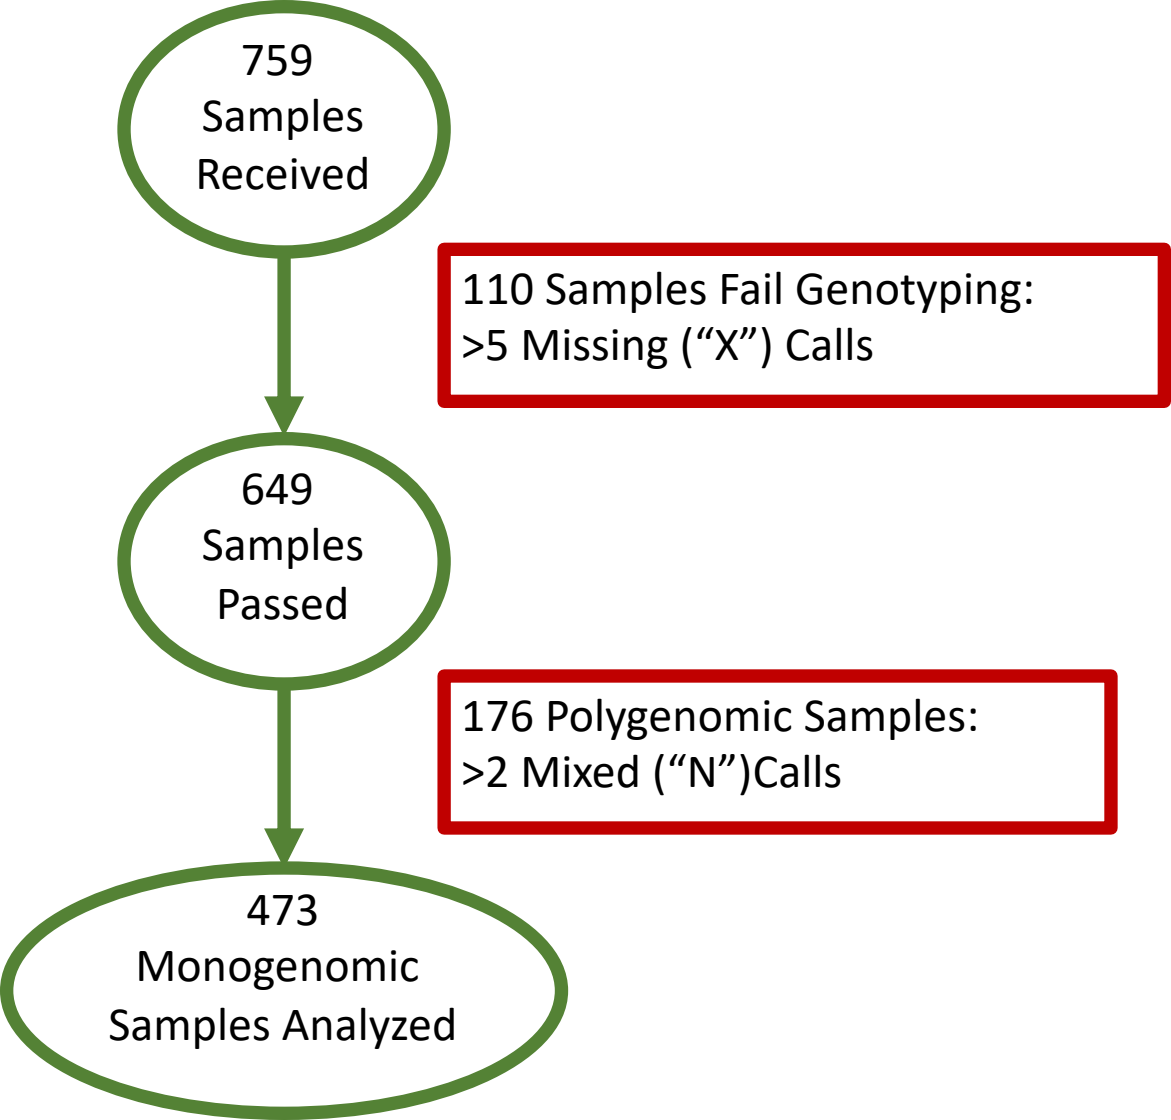 759
Samples
Received
110 Samples Fail Genotyping:
>5 Missing (“X”) Calls
649
Samples
Passed
176 Polygenomic Samples:
>2 Mixed (“N”)Calls
473
Monogenomic
Samples Analyzed